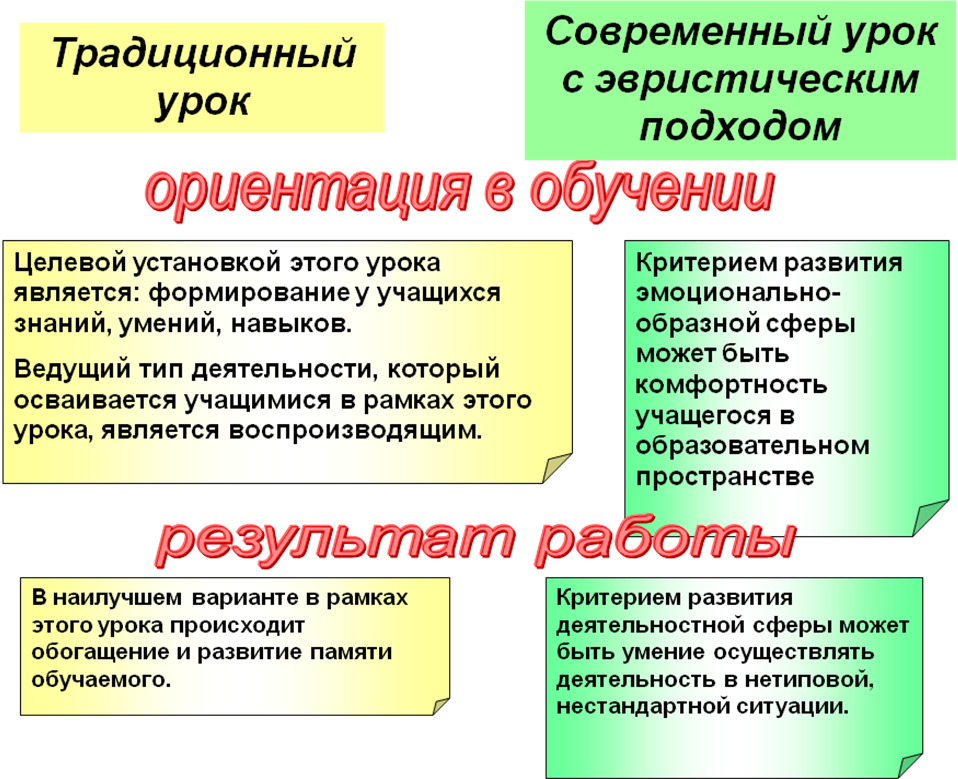 Традиционный
урок
Современный урок
с эвристическим
подходом
ориентация в обучении
Целевой установкой этого урока
является: формирование у учащихся
знаний, умений, навыков.
Ведущий тип деятельности, который
осваивается учащимися в рамках этого
урока, является воспроизводящим.
Критерием развития
эмоционально-
образной сферы
может быть
комфортность
учащегося в
образовательном
пространстве
результат работы
В наилучшем варианте в рамках
этого урока происходит
обогащение и развитие памяти
обучаемого.
Критерием развития
деятельностной сферы может
быть умение осуществлять
деятельность в нетиповой,
нестандартной ситуации.